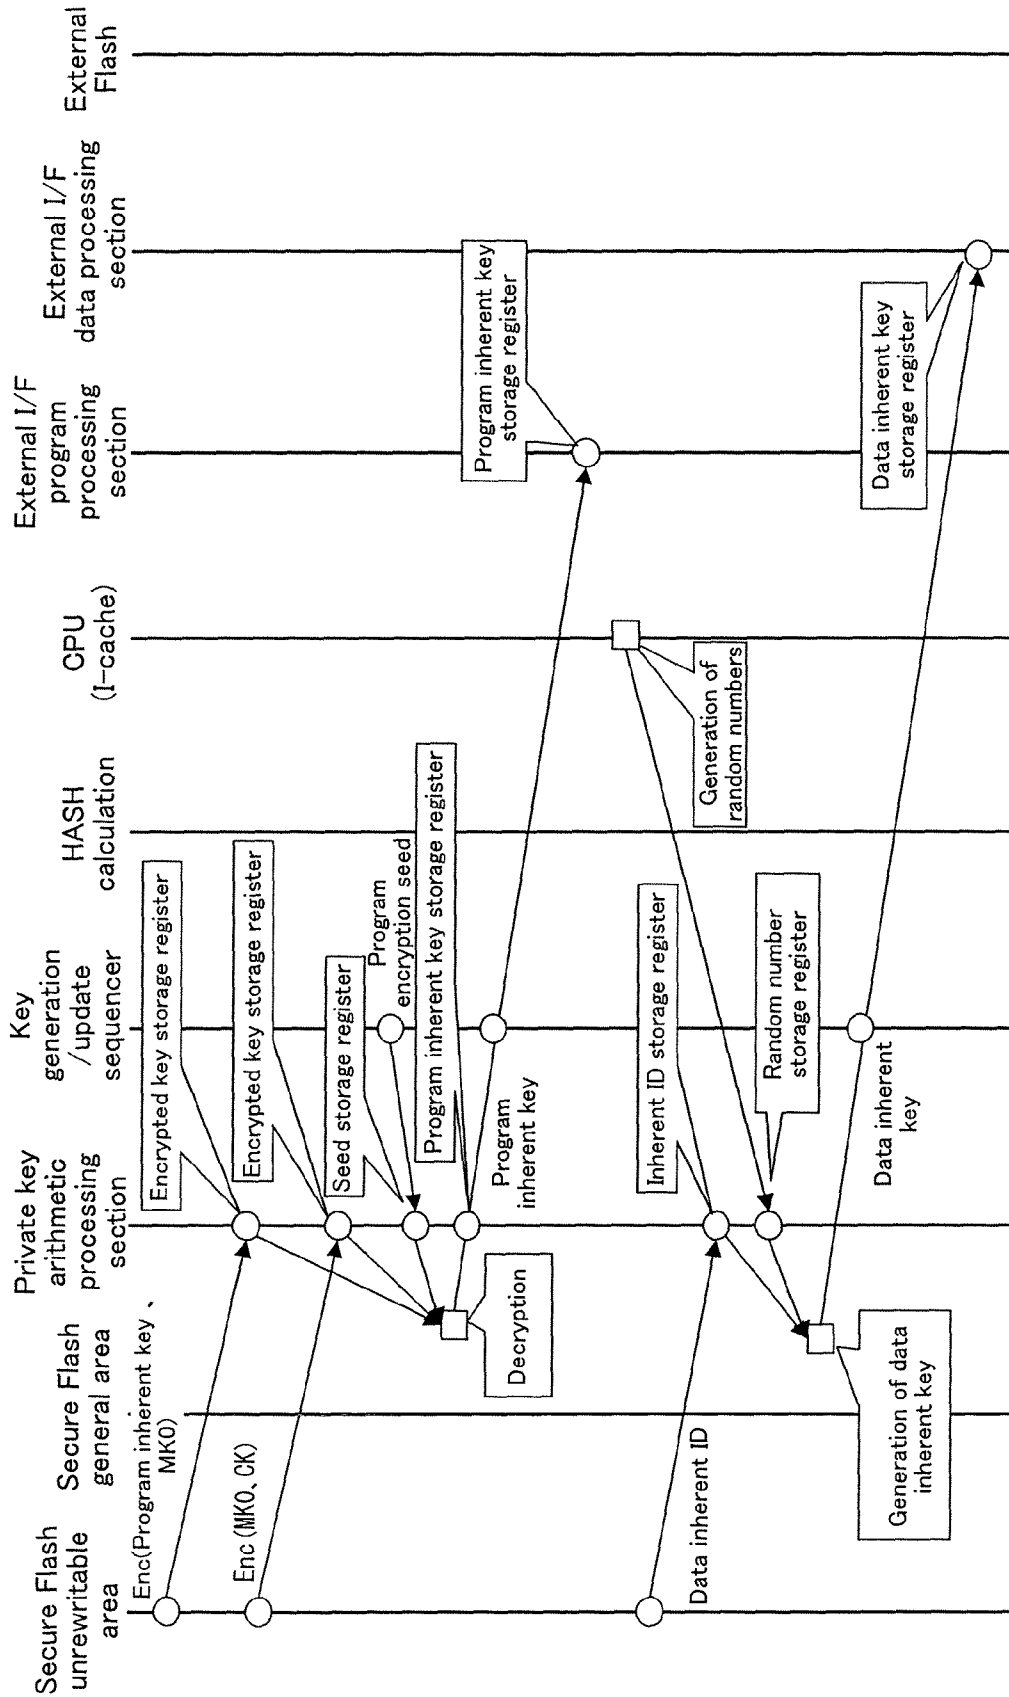 Secure Flash
unrewritable
area
Secure Flash
general area
Private key
arithmetic
processing
section
Key
generation
/update
sequencer
HASH
calculation
CPU
(I-cache)
External I/F
program
processing
section
External I/F
data processing
section
External
Flash
Enc(Program inherent key、
MK0)
Encrypted key storage register
Enc(MK0、CK)
Encrypted key storage register
Seed storage register
Program
encryption seed
Program inherent key storage register
Decryption
Program
inherent key
Program inherent key
storage register
Generation of
random numbers
Data inherent ID
Inherent ID storage register
Random number
storage register
Generation of data
inherent key
Data inherent
key
Data inherent key
storage register